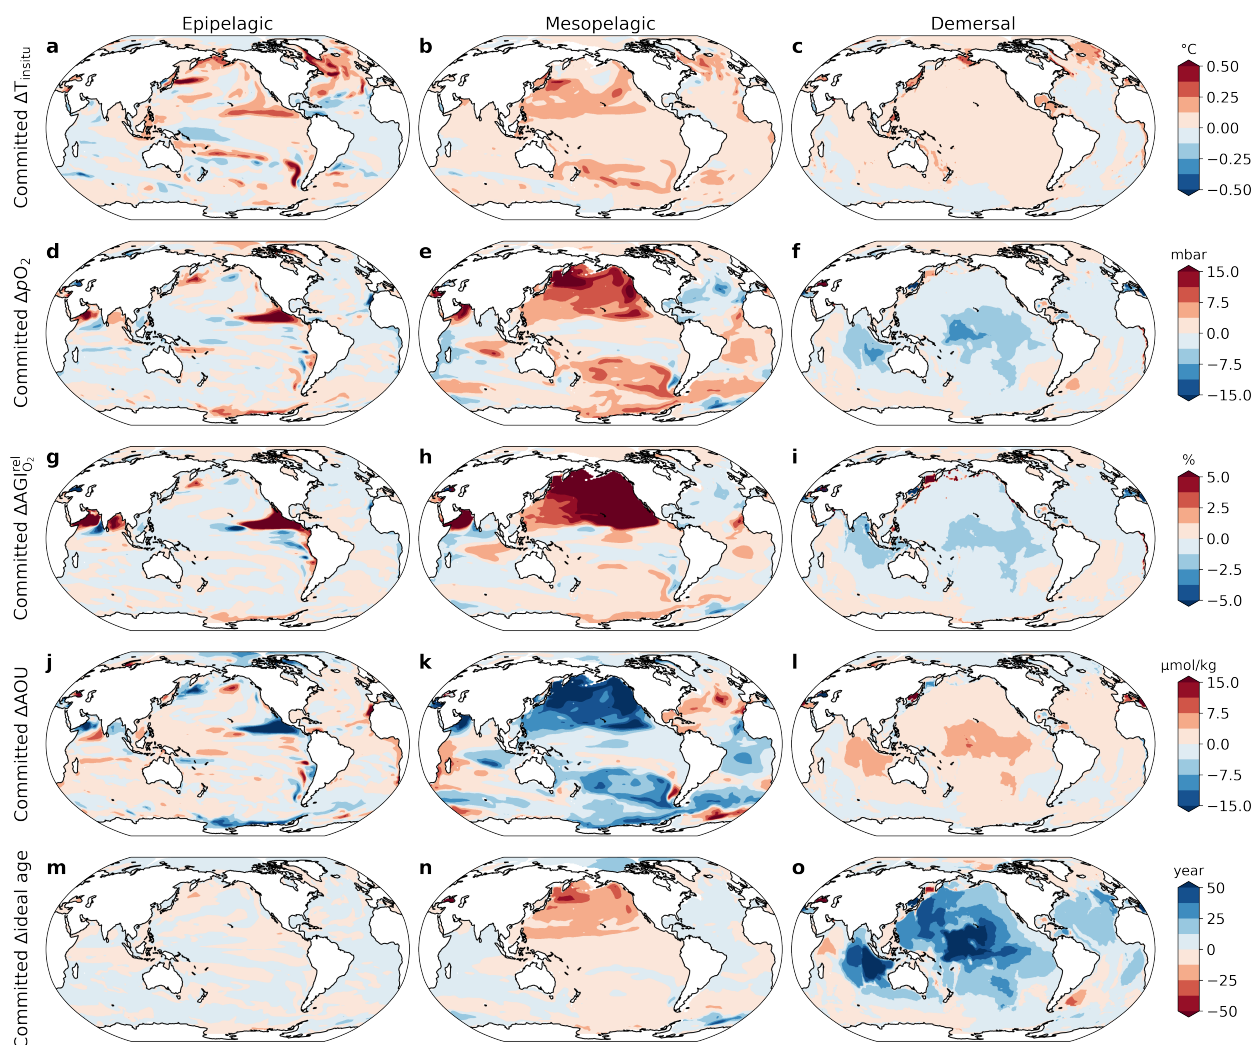 Epipelagic Mesopelagic Demersal
Committed ΔT_insitu
a b c
°C
0.50
0.25
0.00
−0.25
−0.50
Committed ΔpO₂
d e f
mbar
15.0
7.5
0.0
−7.5
−15.0
Committed ΔAGI^rel_O₂
g h i
%
5.0
2.5
0.0
−2.5
−5.0
Committed ΔAOU
j k l
μmol/kg
15.0
7.5
0.0
−7.5
−15.0
Committed Δideal age
m n o
year
50
25
0
−25
−50